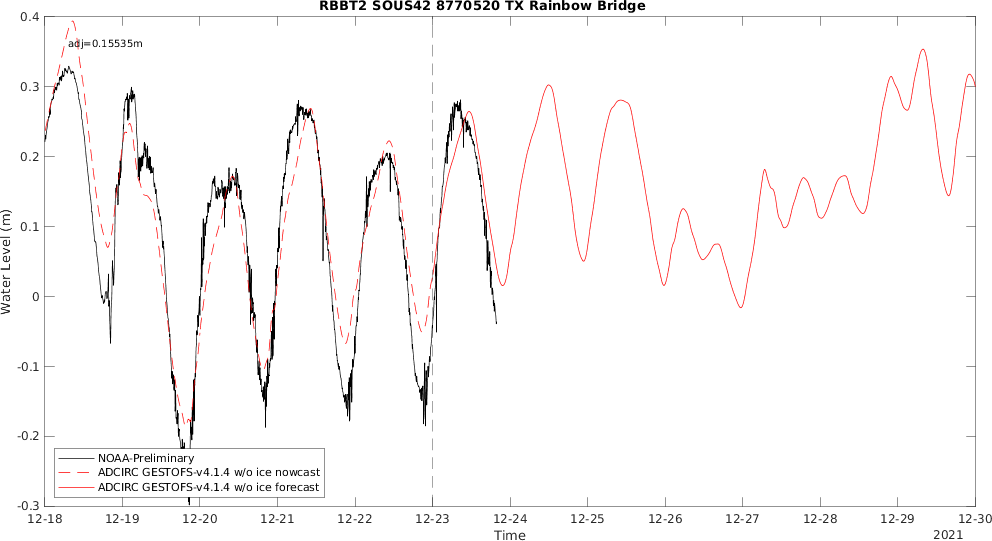 RBBT2 SOUS42 8770520 TX Rainbow Bridge
adj=0.15535m
Water Level (m)
0.4
0.3
0.2
0.1
0
-0.1
-0.2
-0.3
NOAA-Preliminary
ADCIRC GESTOFS-v4.1.4 w/o ice nowcast
ADCIRC GESTOFS-v4.1.4 w/o ice forecast
12-18 12-19 12-20 12-21 12-22 12-23 12-24 12-25 12-26 12-27 12-28 12-29 12-30
Time
2021